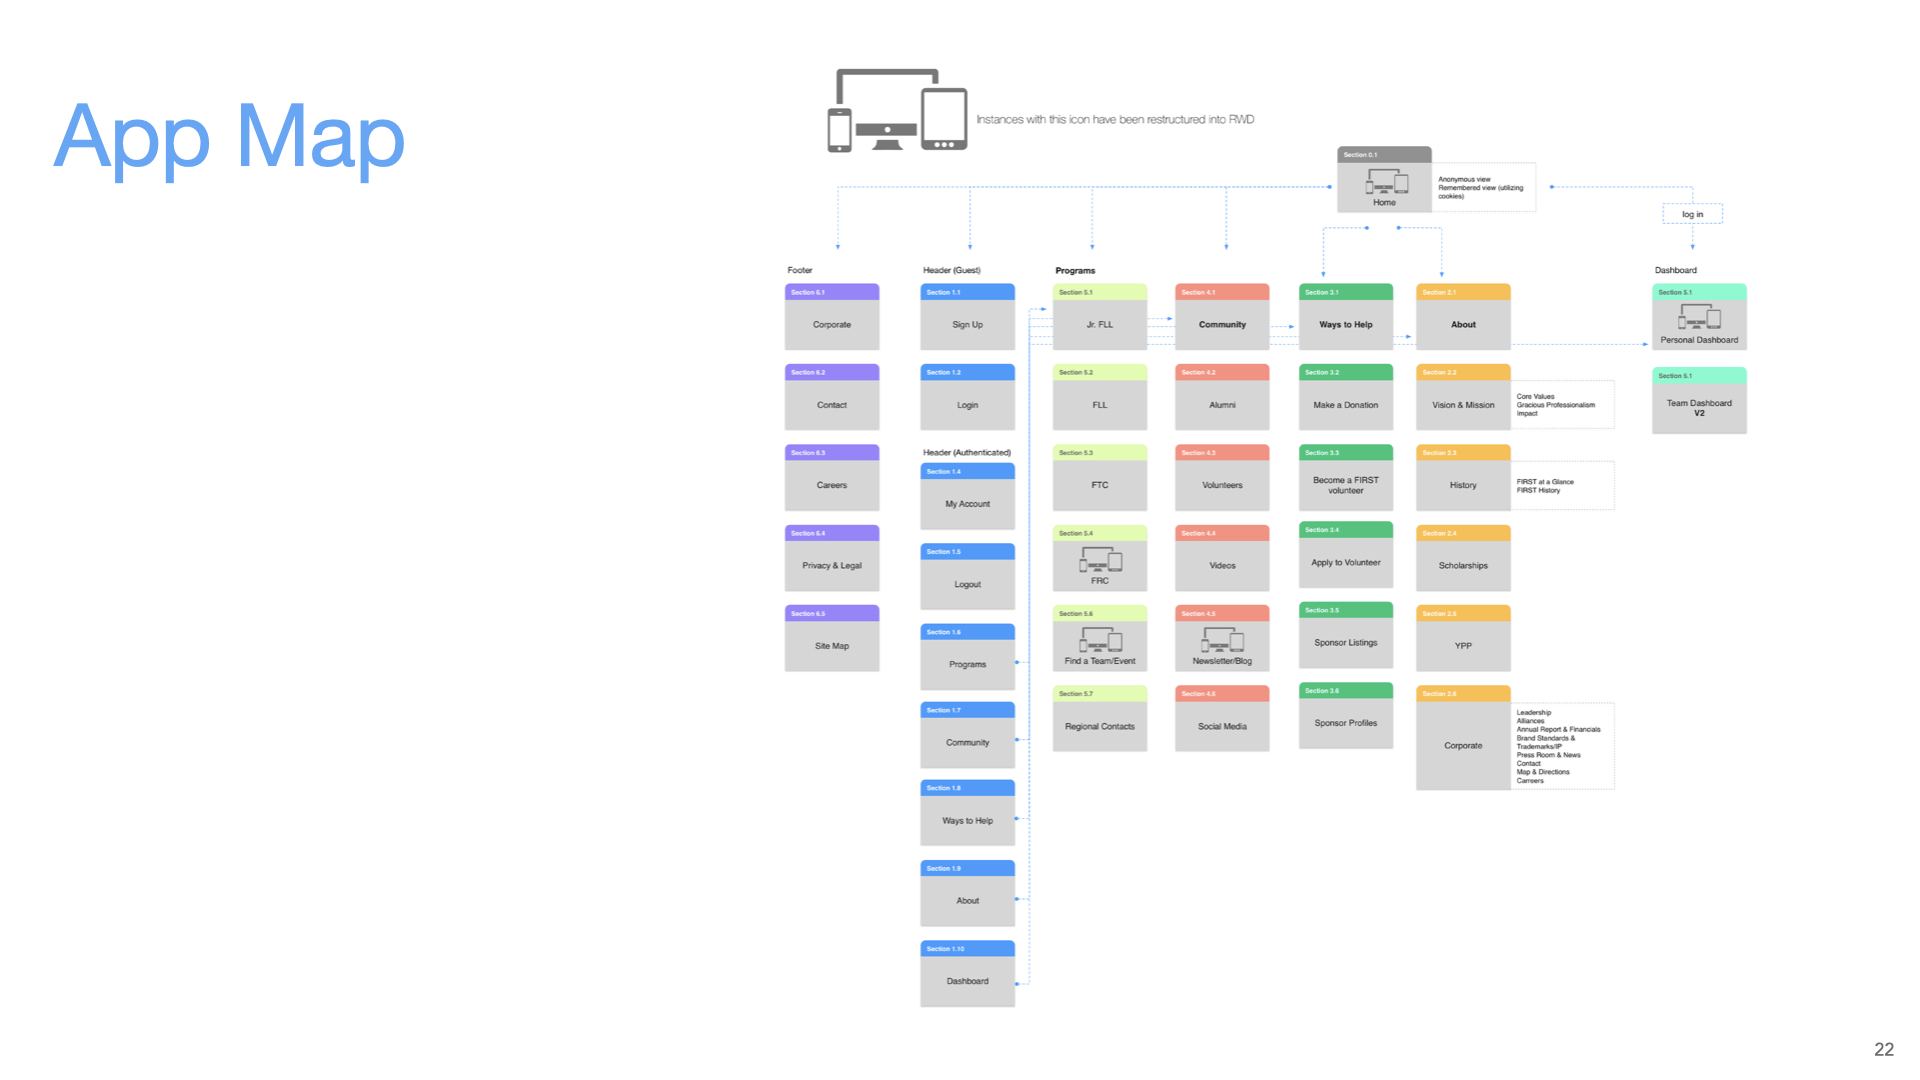 App Map
Instances with this icon have been restructured into RWD
Section 0.1
Home
Anonymous view
Remembered view (utilizing
cookies)
log in
Footer
Section 6.1
Corporate
Section 6.2
Contact
Section 6.3
Careers
Section 6.4
Privacy & Legal
Section 6.5
Site Map
Header (Guest)
Section 1.1
Sign Up
Section 1.2
Login
Header (Authenticated)
Section 1.4
My Account
Section 1.5
Logout
Section 1.6
Programs
Section 1.7
Community
Section 1.8
Ways to Help
Section 1.9
About
Section 1.10
Dashboard
Programs
Section 5.1
Jr. FLL
Section 5.2
FLL
Section 5.3
FTC
Section 5.4
FRC
Section 5.6
Find a Team/Event
Section 5.7
Regional Contacts
Section 4.1
Community
Section 4.2
Alumni
Section 4.3
Volunteers
Section 4.4
Videos
Section 4.5
Newsletter/Blog
Section 4.6
Social Media
Section 3.1
Ways to Help
Section 3.2
Make a Donation
Section 3.3
Become a FIRST
volunteer
Section 3.4
Apply to Volunteer
Section 3.5
Sponsor Listings
Section 3.6
Sponsor Profiles
Section 2.1
About
Section 2.2
Vision & Mission
Core Values
Gracious Professionalism
Impact
Section 2.3
History
FIRST at a Glance
FIRST History
Section 2.4
Scholarships
Section 2.5
YPP
Section 2.6
Corporate
Leadership
Alliances
Annual Report & Financials
Brand Standards &
Trademarks/IP
Press Room & News
Contact
Map & Directions
Carreers
Dashboard
Section 5.1
Personal Dashboard
Section 5.1
Team Dashboard
V2
22